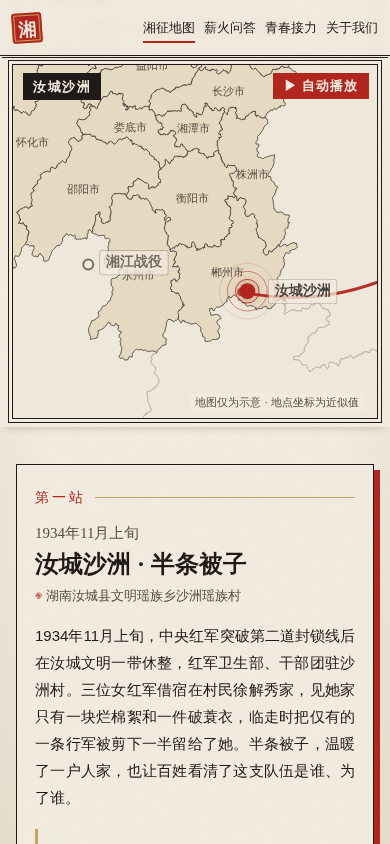 湘
湘征地图 薪火问答 青春接力 关于我们
汝城沙洲
▶ 自动播放
益阳市
长沙市
娄底市
湘潭市
怀化市
株洲市
邵阳市
衡阳市
湘江战役
永州市
郴州市
汝城沙洲
地图仅为示意 · 地点坐标为近似值
第一站
1934年11月上旬
汝城沙洲 · 半条被子
湖南汝城县文明瑶族乡沙洲瑶族村
1934年11月上旬，中央红军突破第二道封锁线后
在汝城文明一带休整，红军卫生部、干部团驻沙
洲村。三位女红军借宿在村民徐解秀家，见她家
只有一块烂棉絮和一件破蓑衣，临走时把仅有的
一条行军被剪下一半留给了她。半条被子，温暖
了一户人家，也让百姓看清了这支队伍是谁、为
了谁。